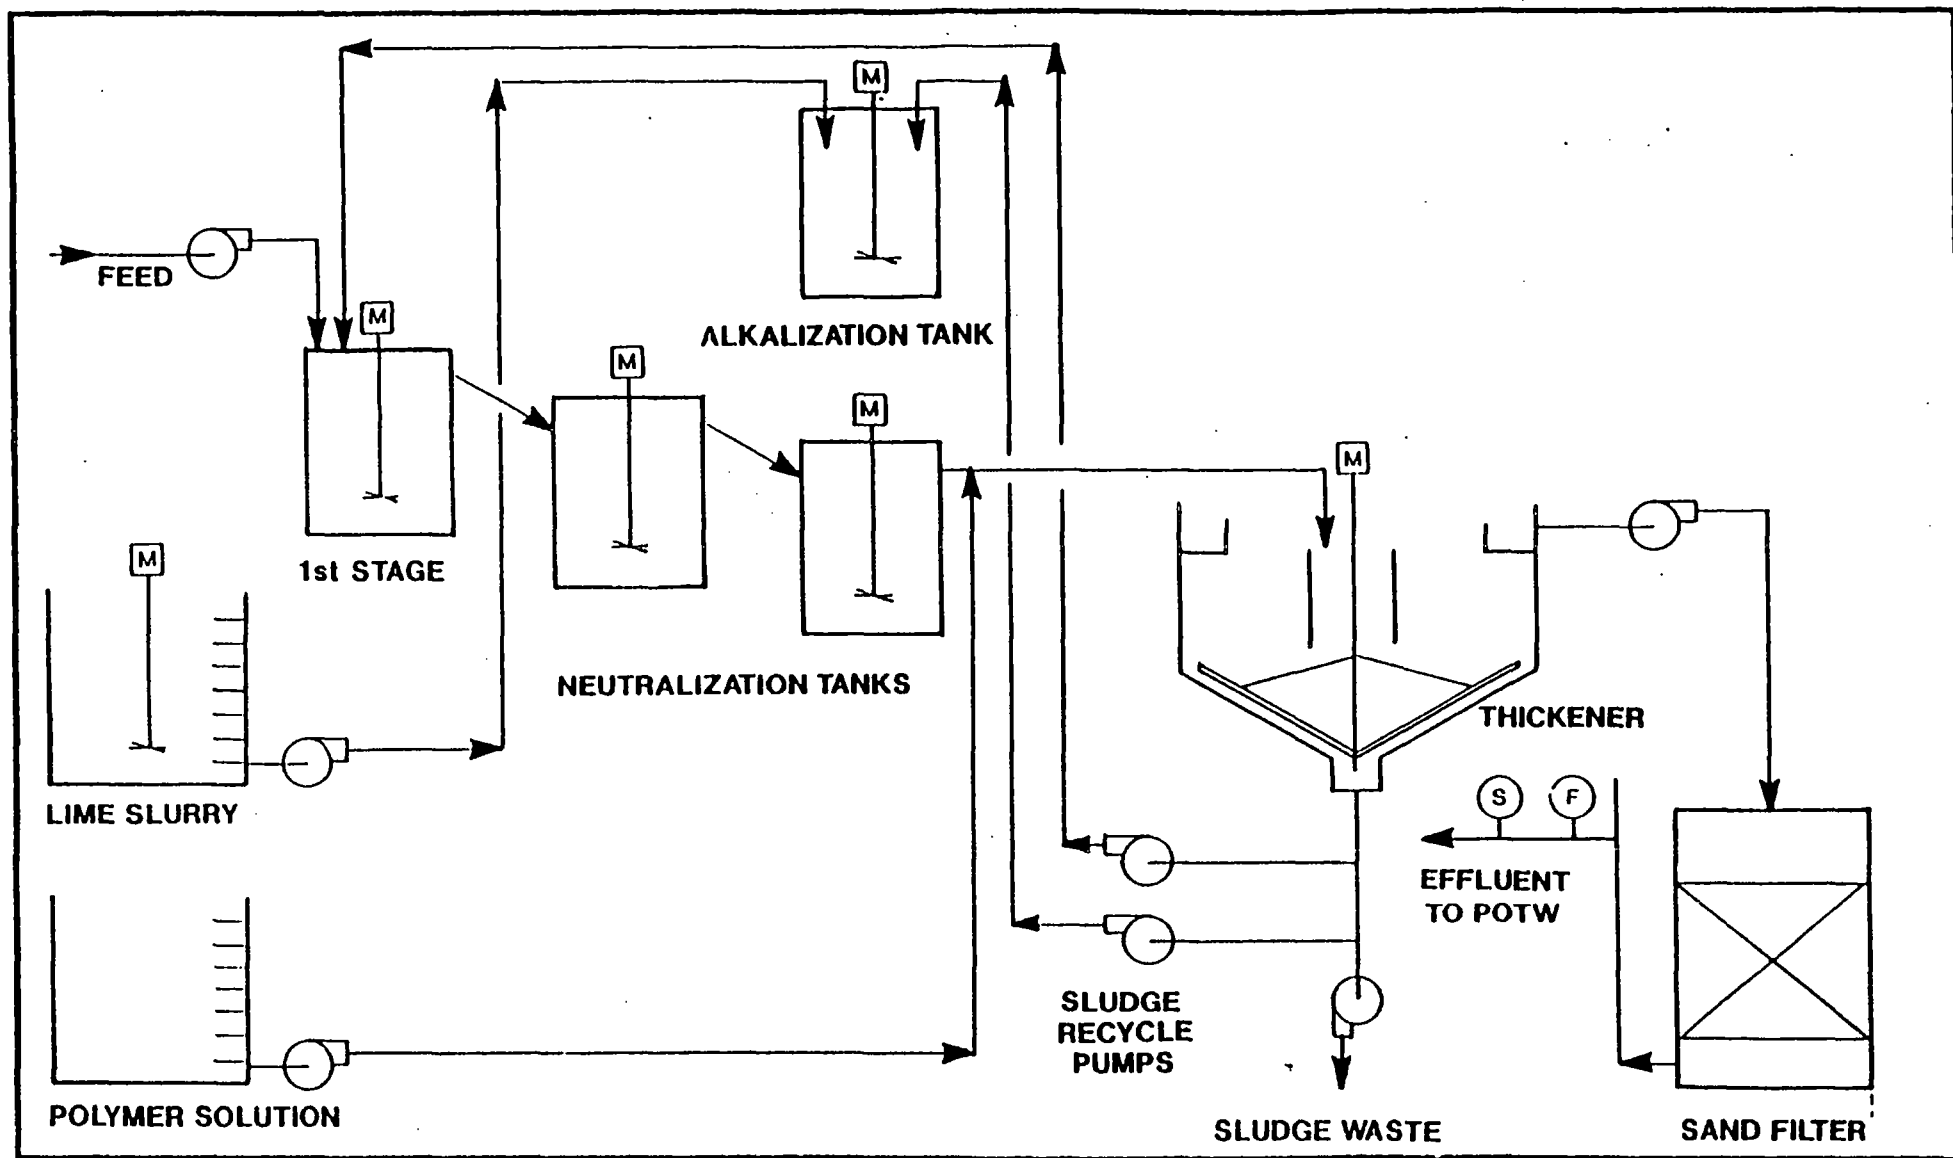 M
FEED
M
ALKALIZATION TANK
M
M
M
1st STAGE
M
M
NEUTRALIZATION TANKS
THICKENER
LIME SLURRY
S
F
EFFLUENT
TO POTW
SLUDGE
RECYCLE
PUMPS
POLYMER SOLUTION
SLUDGE WASTE
SAND FILTER